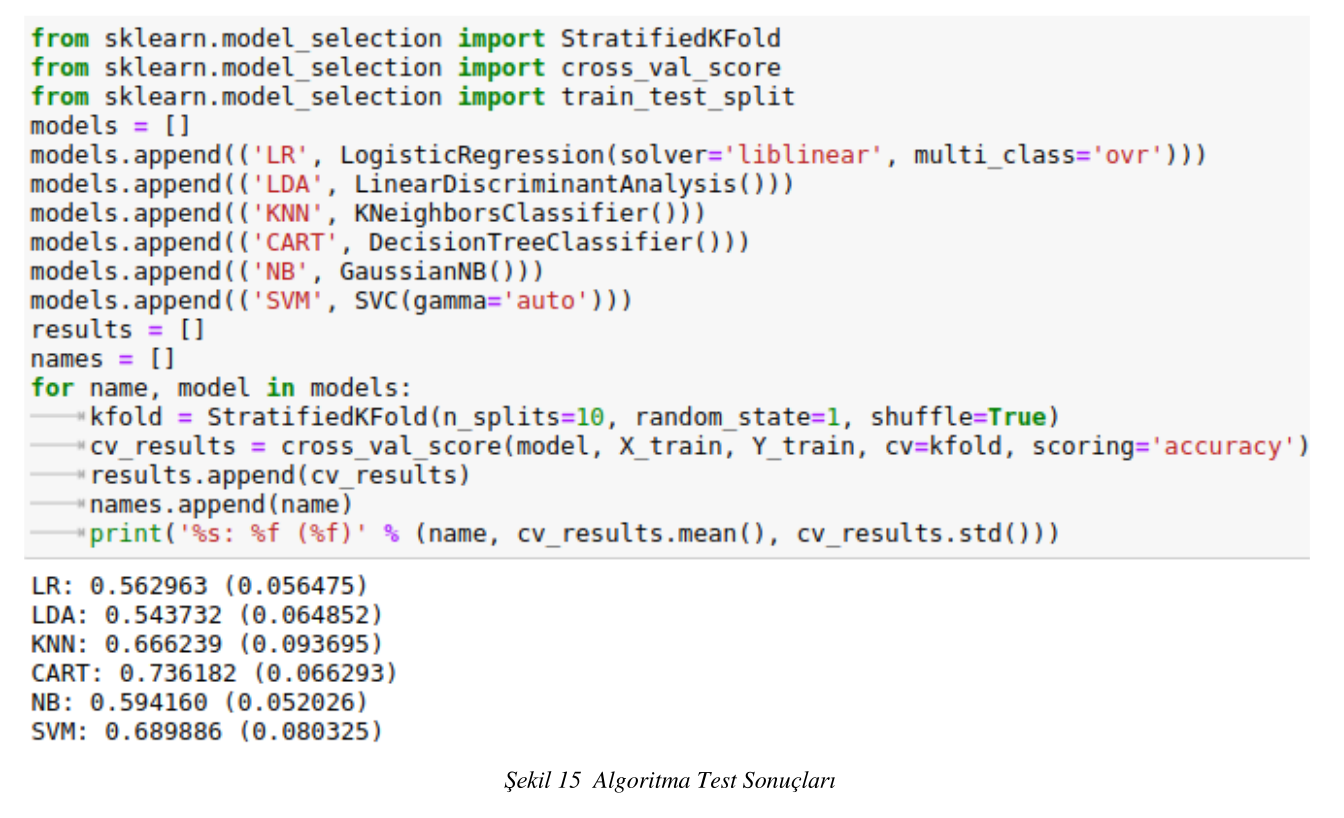 from sklearn.model_selection import StratifiedKFold
from sklearn.model_selection import cross_val_score
from sklearn.model_selection import train_test_split
models = []
models.append(('LR', LogisticRegression(solver='liblinear', multi_class='ovr')))
models.append(('LDA', LinearDiscriminantAnalysis()))
models.append(('KNN', KNeighborsClassifier()))
models.append(('CART', DecisionTreeClassifier()))
models.append(('NB', GaussianNB()))
models.append(('SVM', SVC(gamma='auto')))
results = []
names = []
for name, model in models:
    kfold = StratifiedKFold(n_splits=10, random_state=1, shuffle=True)
    cv_results = cross_val_score(model, X_train, Y_train, cv=kfold, scoring='accuracy')
    results.append(cv_results)
    names.append(name)
    print('%s: %f (%f)' % (name, cv_results.mean(), cv_results.std()))
LR: 0.562963 (0.056475)
LDA: 0.543732 (0.064852)
KNN: 0.666239 (0.093695)
CART: 0.736182 (0.066293)
NB: 0.594160 (0.052026)
SVM: 0.689886 (0.080325)
Şekil 15  Algoritma Test Sonuçları